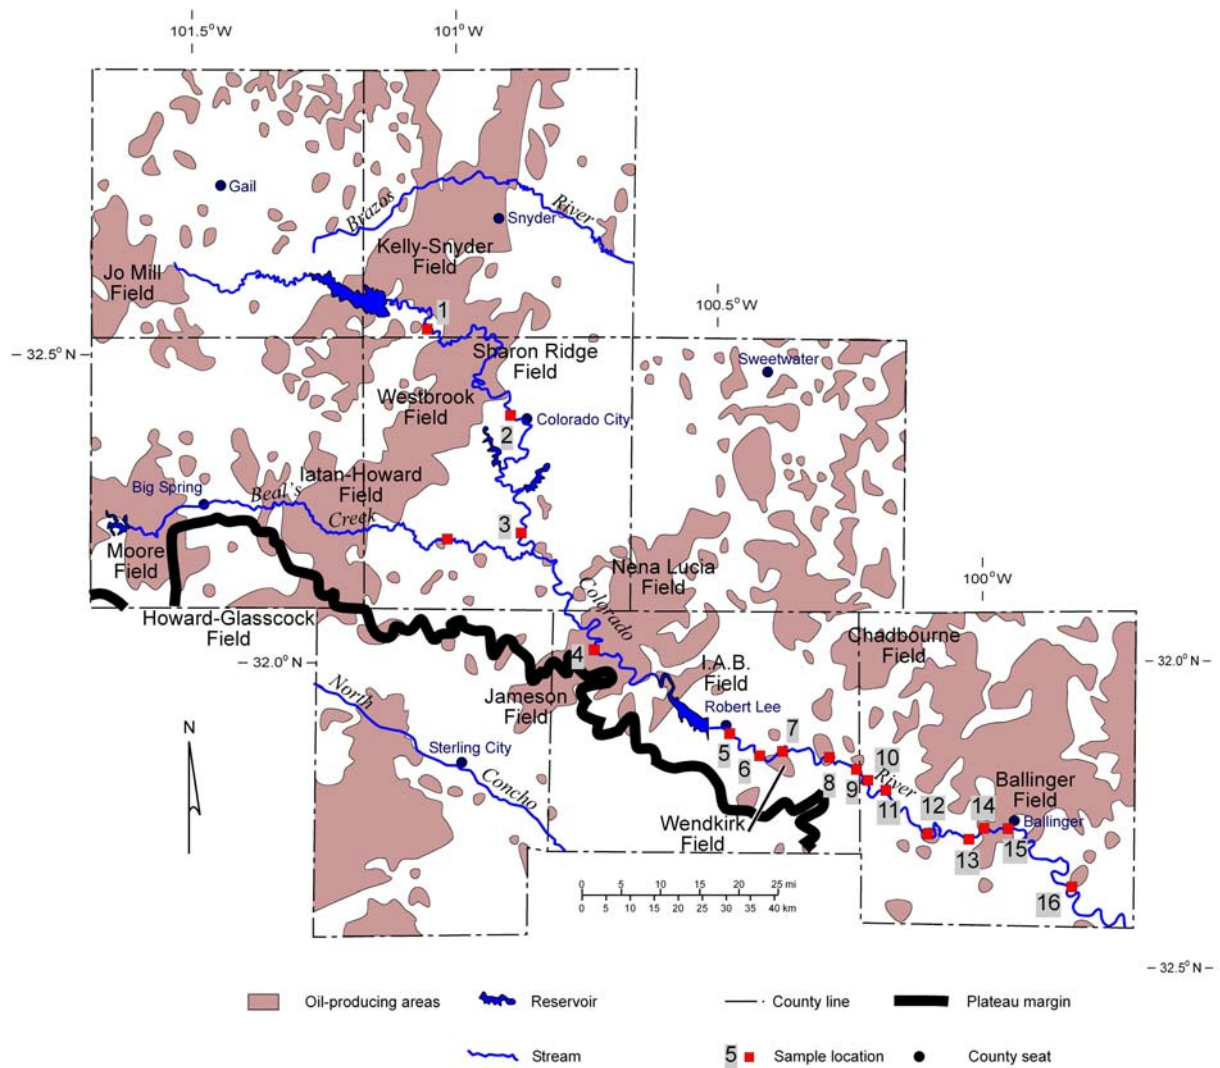 101.5°W
101°W
Gail
Brazos
River
Snyder
Kelly-Snyder
Field
Jo Mill
Field
1
100.5°W
32.5°N
Sharon Ridge
Field
Sweetwater
Westbrook
Field
Colorado City
2
Iatan-Howard
Field
Big Spring
Beal's
Creek
3
Moore
Field
Nena Lucia
Field
100°W
Howard-Glasscock
Field
Colorado
Chadbourne
Field
32.0°N
32.0°N
4
I.A.B.
Field
North
Jameson
Field
Robert Lee
N
Sterling City
Concho
5
6
7
8
9
10
River
11
Wendkirk
Field
12
14
Ballinger
Field
Ballinger
13
15
16
0 5 10 15 20 25 mi
0 5 10 15 20 25 30 35 40 km
32.5°N
Oil-producing areas
Reservoir
County line
Plateau margin
Stream
5
Sample location
County seat